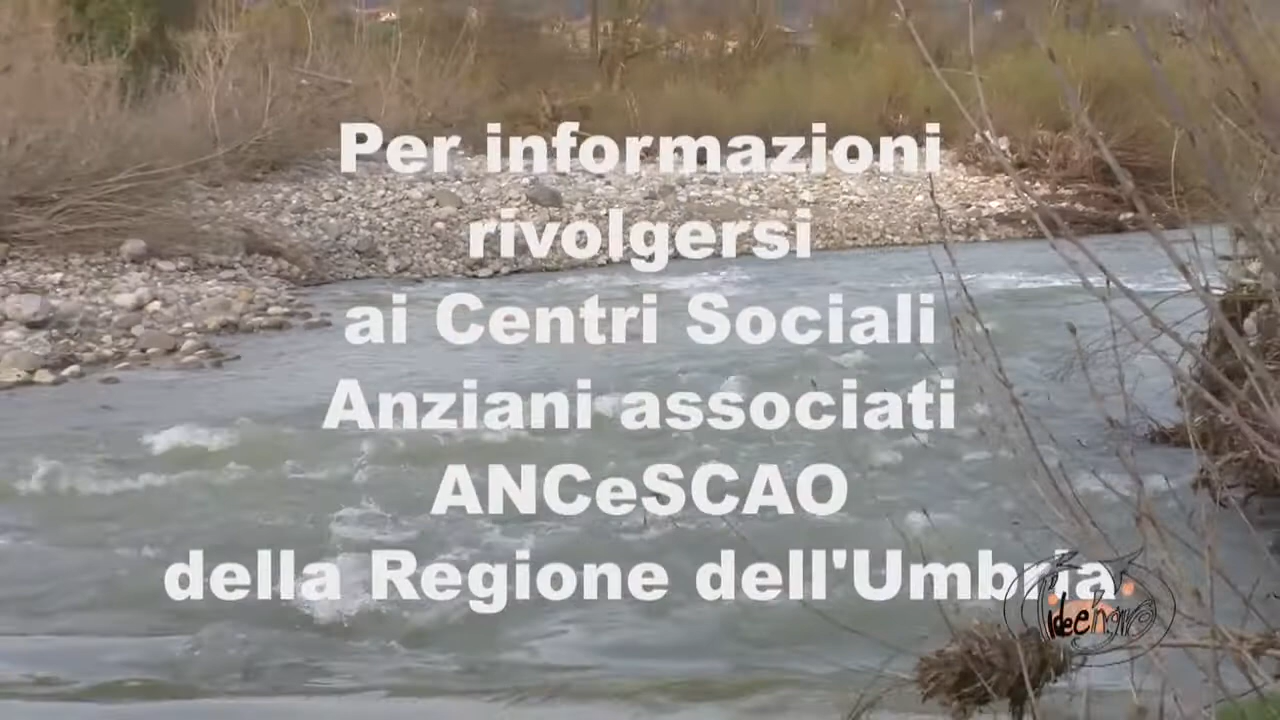 Per informazioni
rivolgersi
ai Centri Sociali
Anziani associati
ANCeSCAO
della Regione dell'Umbria